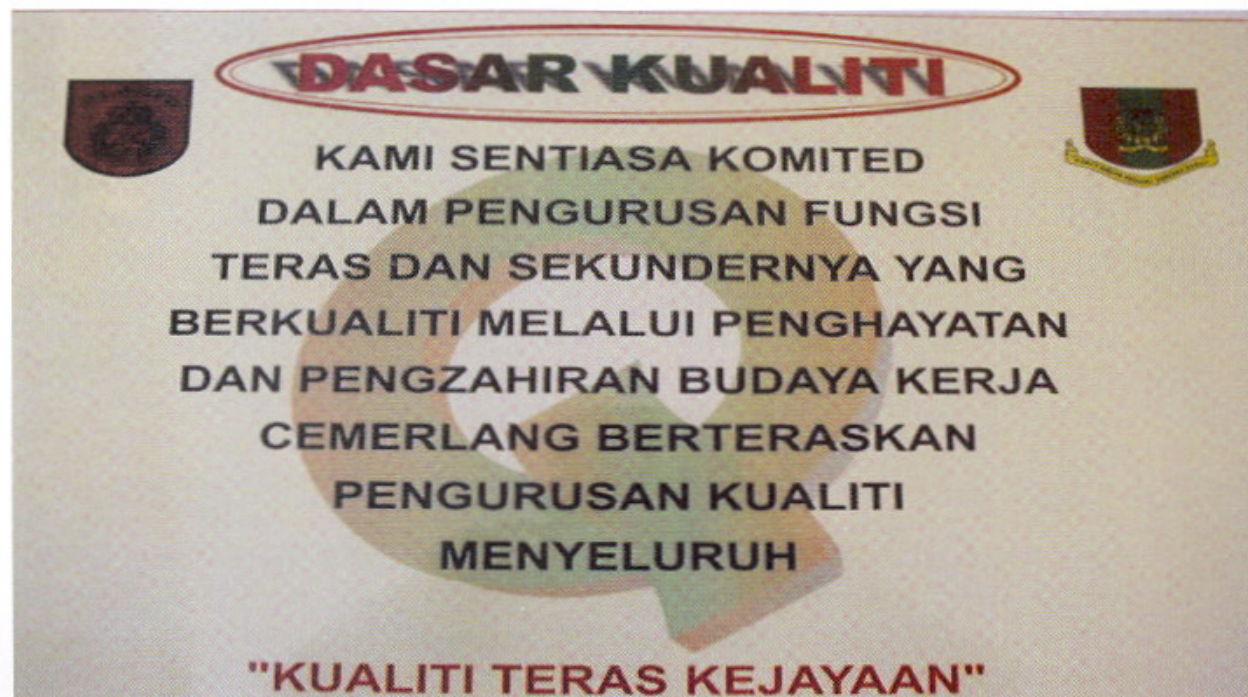 DASAR KUALITI
KAMI SENTIASA KOMITED
DALAM PENGURUSAN FUNGSI
TERAS DAN SEKUNDERNYA YANG
BERKUALITI MELALUI PENGHAYATAN
DAN PENGZAHIRAN BUDAYA KERJA
CEMERLANG BERTERASKAN
PENGURUSAN KUALITI
MENYELURUH
"KUALITI TERAS KEJAYAAN"